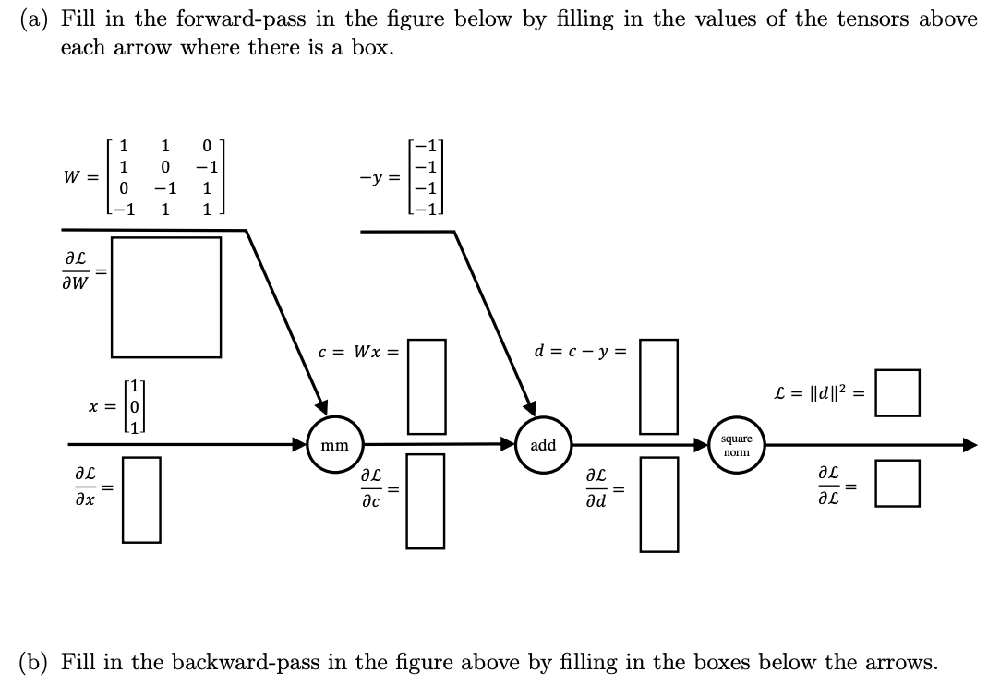 (a) Fill in the forward-pass in the figure below by filling in the values of the tensors above
each arrow where there is a box.
W = [1 1 0
1 0 −1
0 −1 1
−1 1 1]
−y = [−1
−1
−1
−1]
∂ℒ/∂W =
c = Wx =
d = c − y =
ℒ = ‖d‖² =
x = [1
0
1]
mm
add
square
norm
∂ℒ/∂x =
∂ℒ/∂c =
∂ℒ/∂d =
∂ℒ/∂ℒ =
(b) Fill in the backward-pass in the figure above by filling in the boxes below the arrows.